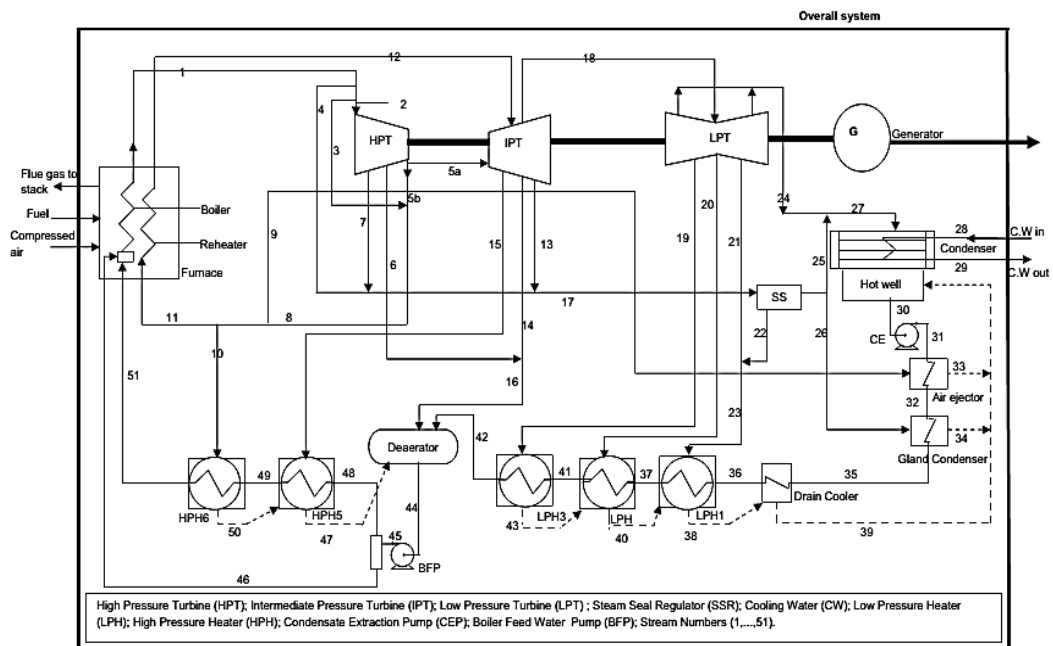 Overall system
1
12
18
4
2
3
HPT
IPT
LPT
G
Generator
5a
5b
Flue gas to
stack
Fuel
Compressed
air
Boiler
Reheater
Furnace
7
9
6
15
13
19
20
21
24
27
28
C.W in
Condenser
29
C.W out
25
Hot well
30
SS
17
11
8
14
22
26
CE
31
10
51
16
33
Air ejector
32
23
34
Gland Condenser
42
Deaerator
49
48
44
41
37
36
35
Drain Cooler
HPH6
50
HPH5
47
45
BFP
43
LPH3
LPH
40
LPH1
38
39
46
High Pressure Turbine (HPT); Intermediate Pressure Turbine (IPT); Low Pressure Turbine (LPT) ; Steam Seal Regulator (SSR); Cooling Water (CW); Low Pressure Heater
(LPH); High Pressure Heater (HPH); Condensate Extraction Pump (CEP); Boiler Feed Water Pump (BFP); Stream Numbers (1,...,51).